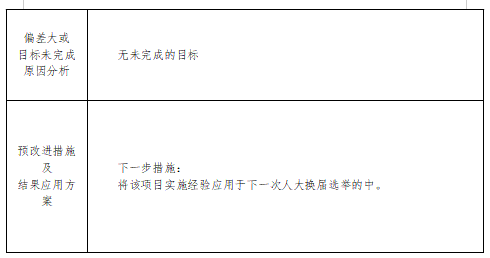 偏差大或
目标未完成
原因分析
无未完成的目标
预改进措施
及
结果应用方
案
下一步措施：
将该项目实施经验应用于下一次人大换届选举的中。